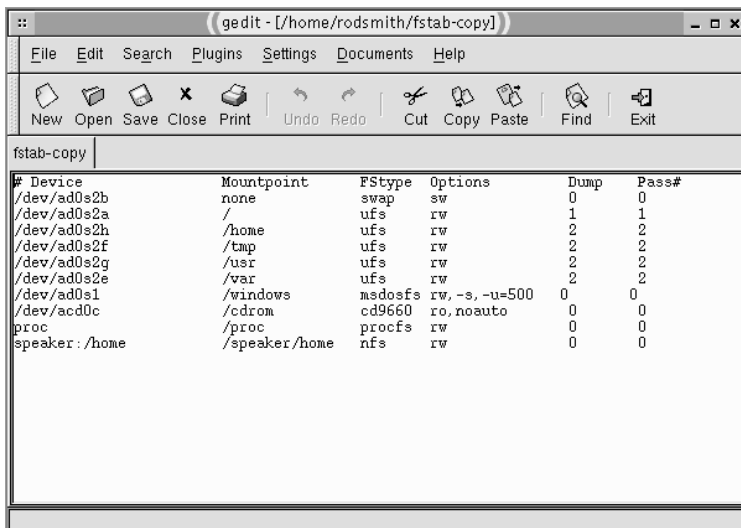 gedit - [/home/rodsmith/fstab-copy]
File Edit Search Plugins Settings Documents Help
New Open Save Close Print Undo Redo Cut Copy Paste Find Exit
fstab-copy
# Device Mountpoint FStype Options Dump Pass#
/dev/ad0s2b none swap sw 0 0
/dev/ad0s2a / ufs rw 1 1
/dev/ad0s2h /home ufs rw 2 2
/dev/ad0s2f /tmp ufs rw 2 2
/dev/ad0s2g /usr ufs rw 2 2
/dev/ad0s2e /var ufs rw 2 2
/dev/ad0s1 /windows msdosfs rw,-s,-u=500 0 0
/dev/acd0c /cdrom cd9660 ro,noauto 0 0
proc /proc procfs rw 0 0
speaker:/home /speaker/home nfs rw 0 0